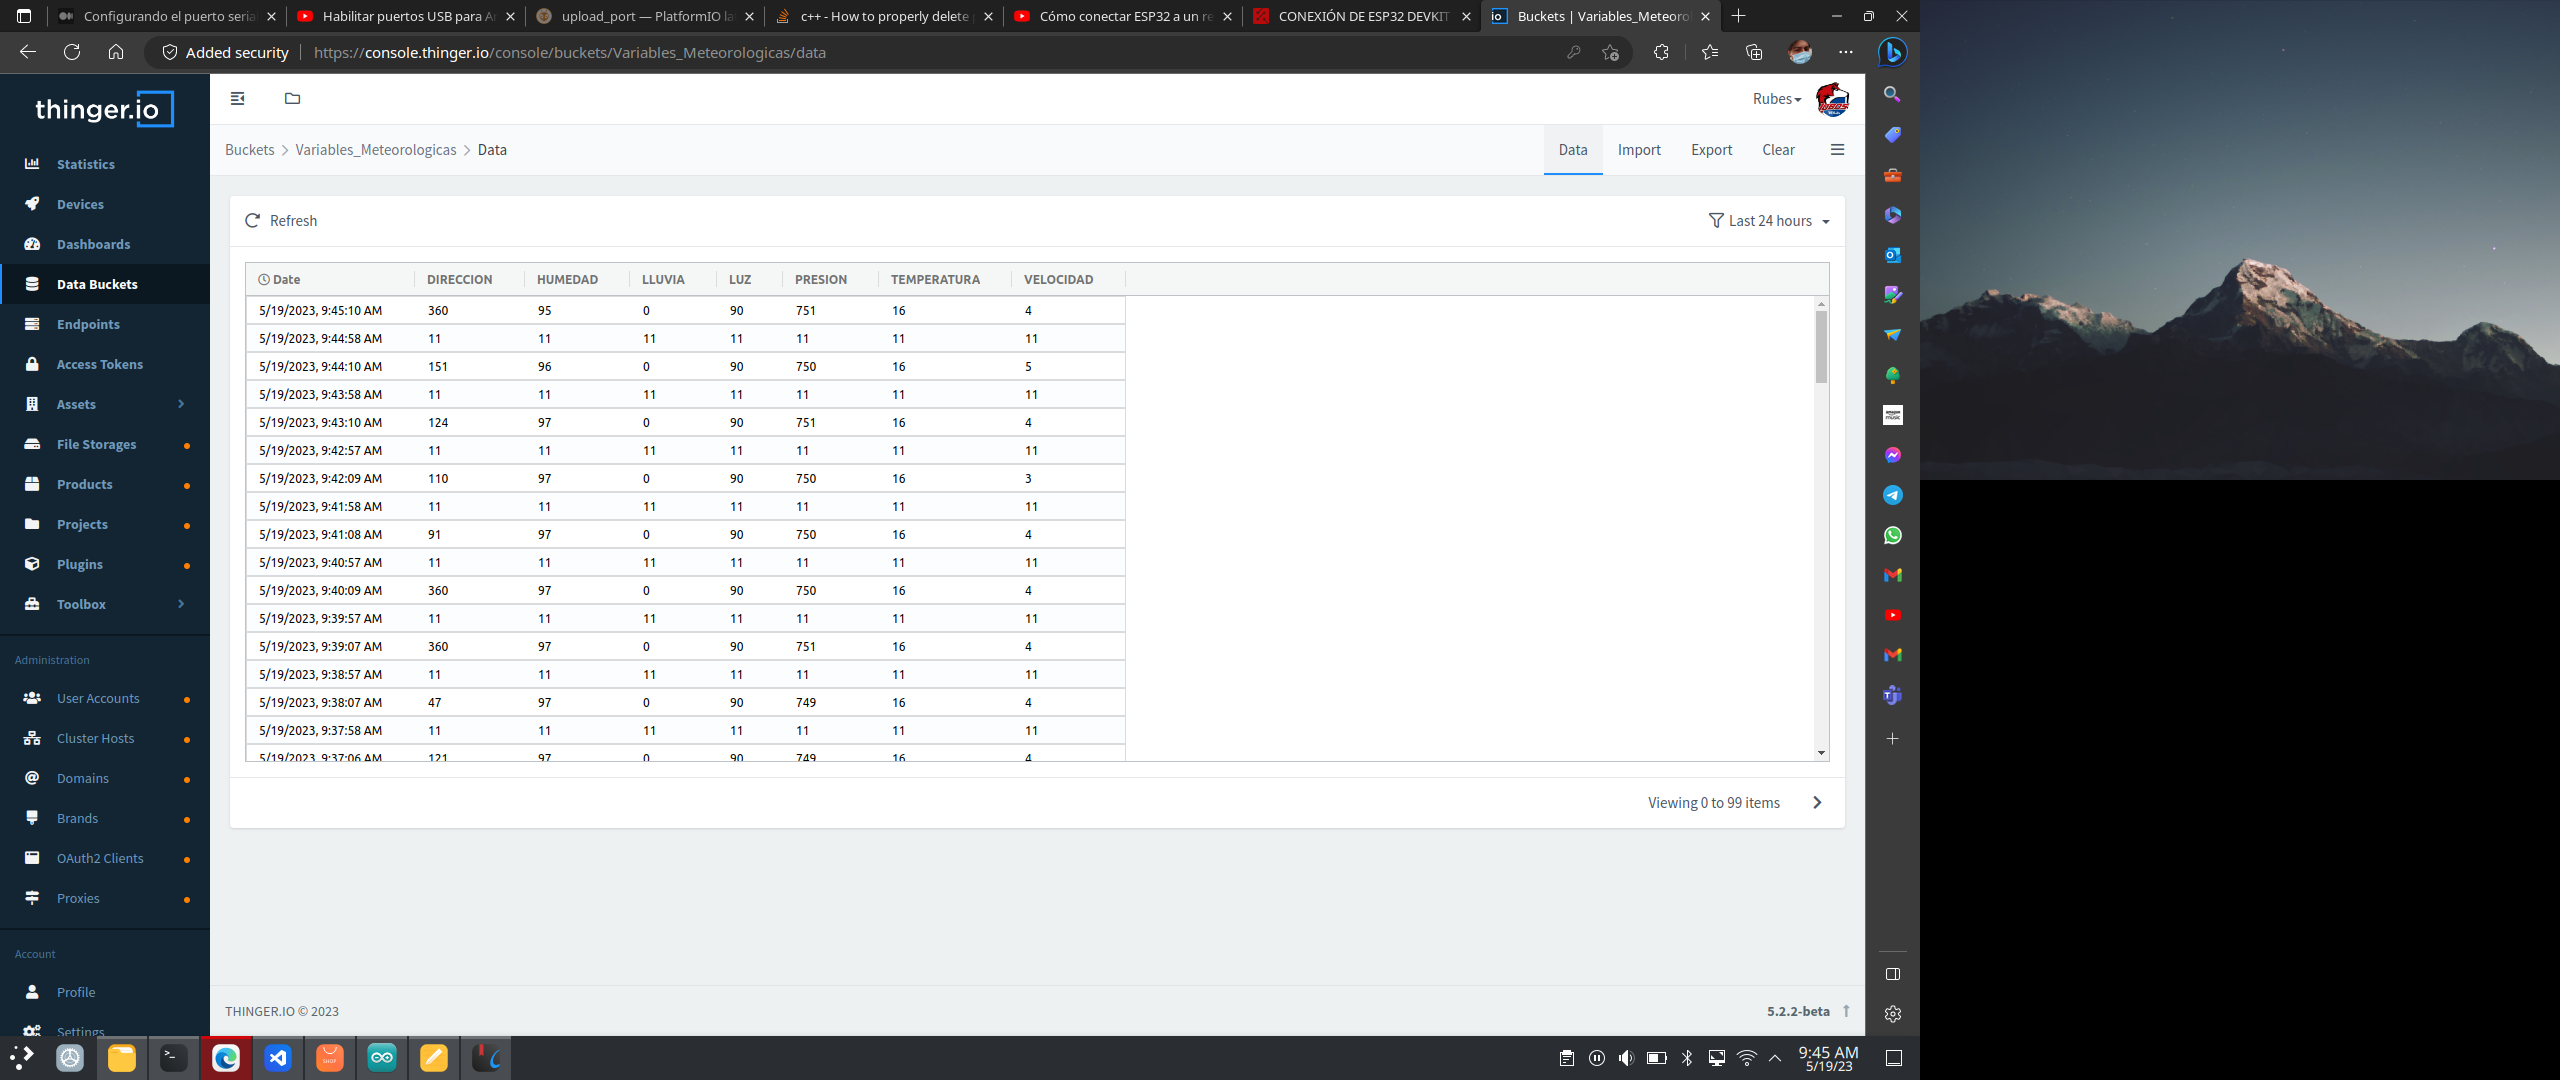 Configurando el puerto seria
Habilitar puertos USB para A
upload_port — PlatformIO la
c++ - How to properly delete
Cómo conectar ESP32 a un re
CONEXIÓN DE ESP32 DEVKIT
Buckets | Variables_Meteorol
Added security
https://console.thinger.io/console/buckets/Variables_Meteorologicas/data
thinger.io
Rubes
Buckets > Variables_Meteorologicas > Data
Data Import Export Clear
Statistics
Devices
Dashboards
Data Buckets
Endpoints
Access Tokens
Assets
File Storages
Products
Projects
Plugins
Toolbox
Administration
User Accounts
Cluster Hosts
Domains
Brands
OAuth2 Clients
Proxies
Account
Profile
Settings
Refresh
Last 24 hours
Date DIRECCION HUMEDAD LLUVIA LUZ PRESION TEMPERATURA VELOCIDAD
5/19/2023, 9:45:10 AM 360 95 0 90 751 16 4
5/19/2023, 9:44:58 AM 11 11 11 11 11 11 11
5/19/2023, 9:44:10 AM 151 96 0 90 750 16 5
5/19/2023, 9:43:58 AM 11 11 11 11 11 11 11
5/19/2023, 9:43:10 AM 124 97 0 90 751 16 4
5/19/2023, 9:42:57 AM 11 11 11 11 11 11 11
5/19/2023, 9:42:09 AM 110 97 0 90 750 16 3
5/19/2023, 9:41:58 AM 11 11 11 11 11 11 11
5/19/2023, 9:41:08 AM 91 97 0 90 750 16 4
5/19/2023, 9:40:57 AM 11 11 11 11 11 11 11
5/19/2023, 9:40:09 AM 360 97 0 90 750 16 4
5/19/2023, 9:39:57 AM 11 11 11 11 11 11 11
5/19/2023, 9:39:07 AM 360 97 0 90 751 16 4
5/19/2023, 9:38:57 AM 11 11 11 11 11 11 11
5/19/2023, 9:38:07 AM 47 97 0 90 749 16 4
5/19/2023, 9:37:58 AM 11 11 11 11 11 11 11
5/19/2023, 9:37:06 AM 121 97 0 90 749 16 4
Viewing 0 to 99 items
THINGER.IO © 2023
5.2.2-beta
9:45 AM
5/19/23